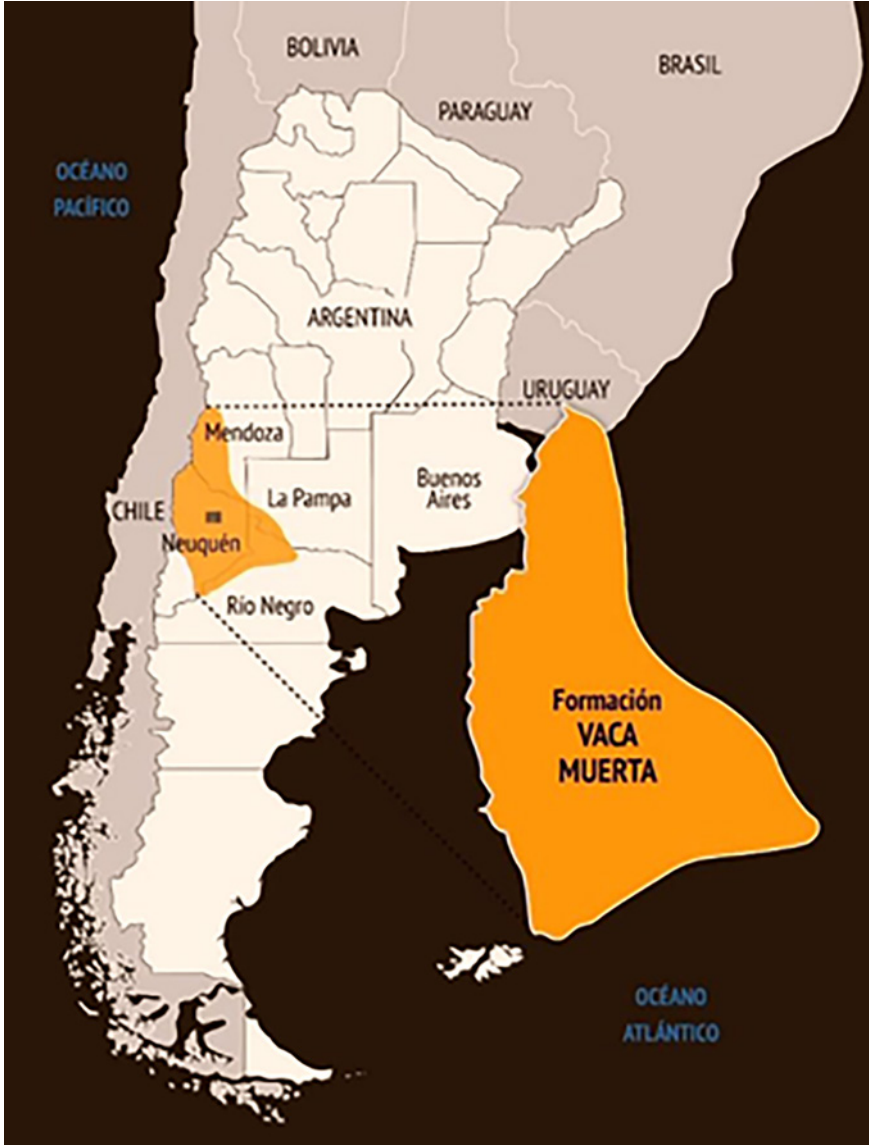 BOLIVIA
BRASIL
PARAGUAY
OCÉANO
PACÍFICO
ARGENTINA
URUGUAY
Mendoza
Buenos
Aires
La Pampa
CHILE
Neuquén
Río Negro
Formación
VACA
MUERTA
OCÉANO
ATLÁNTICO